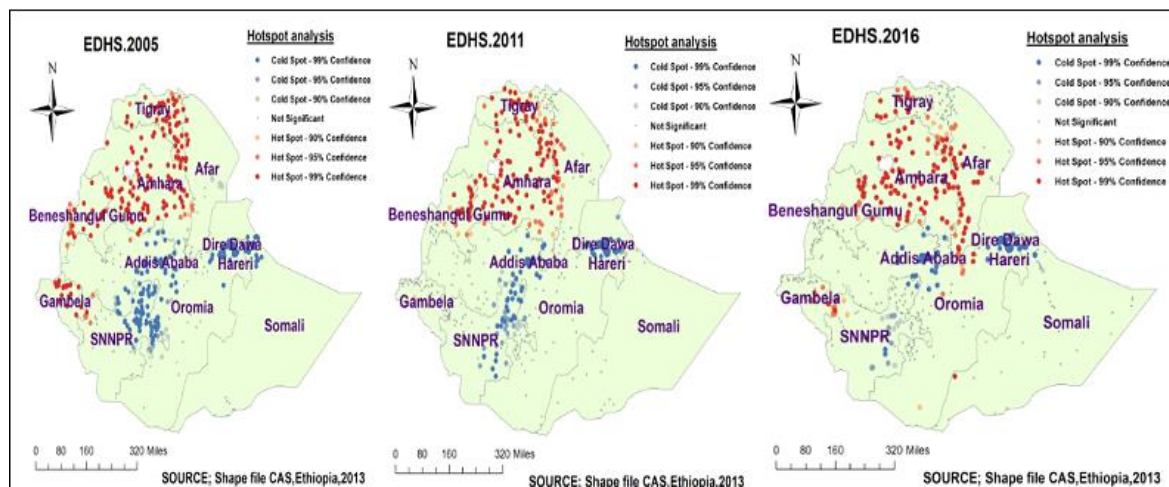 EDHS.2005
Hotspot analysis
Cold Spot - 99% Confidence
Cold Spot - 95% Confidence
Cold Spot - 90% Confidence
Not Significant
Hot Spot - 90% Confidence
Hot Spot - 95% Confidence
Hot Spot - 99% Confidence
N
Tigray
Afar
Amhara
Beneshangul Gumu
Dire Dawa
Addis Ababa
Hareri
Gambela
Oromia
Somali
SNNPR
0 80 160 320 Miles
SOURCE; Shape file CAS,Ethiopia,2013
EDHS.2011
Hotspot analysis
Cold Spot - 99% Confidence
Cold Spot - 95% Confidence
Cold Spot - 90% Confidence
Not Significant
Hot Spot - 90% Confidence
Hot Spot - 95% Confidence
Hot Spot - 99% Confidence
N
Tigray
Afar
Amhara
Beneshangul Gumu
Dire Dawa
Addis Ababa
Hareri
Gambela
Oromia
Somali
SNNPR
0 80 160 320 Miles
SOURCE; Shape file CAS,Ethiopia,2013
EDHS.2016
Hotspot analysis
Cold Spot - 99% Confidence
Cold Spot - 95% Confidence
Cold Spot - 90% Confidence
Not Significant
Hot Spot - 90% Confidence
Hot Spot - 95% Confidence
Hot Spot - 99% Confidence
N
Tigray
Afar
Amhara
Beneshangul Gumu
Dire Dawa
Addis Ababa
Hareri
Gambela
Oromia
Somali
SNNPR
0 80 160 320 Miles
SOURCE; Shape file CAS,Ethiopia,2013